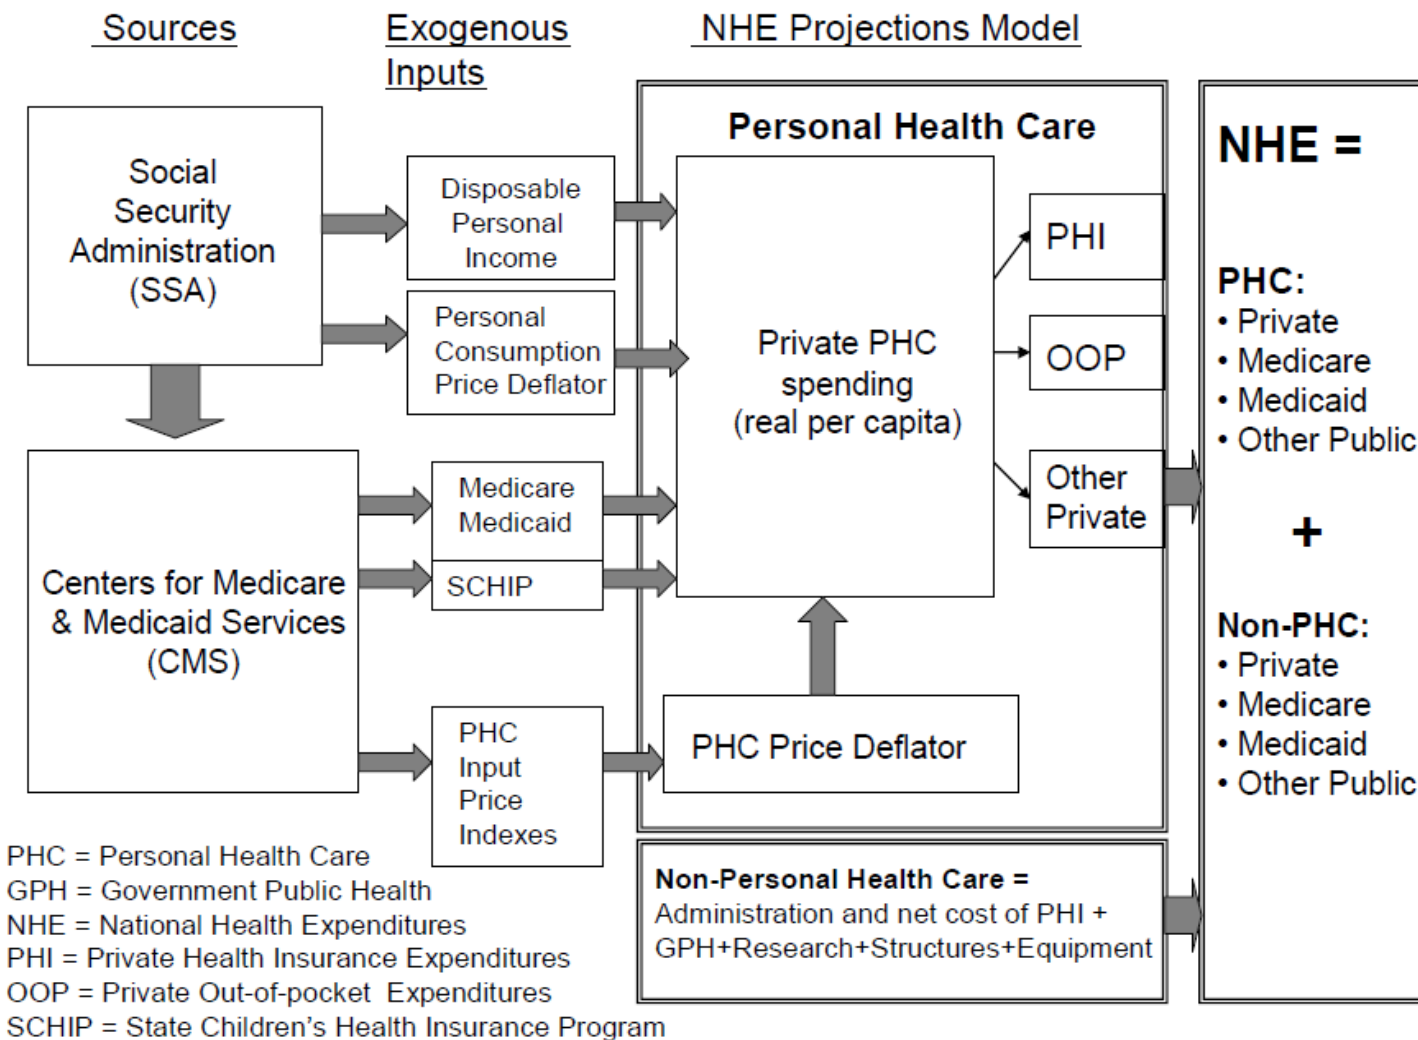 Sources
Exogenous
Inputs
NHE Projections Model
Social
Security
Administration
(SSA)
Disposable
Personal
Income
Personal
Consumption
Price Deflator
Centers for Medicare
& Medicaid Services
(CMS)
Medicare
Medicaid
SCHIP
PHC
Input
Price
Indexes
Personal Health Care
Private PHC
spending
(real per capita)
PHI
OOP
Other
Private
PHC Price Deflator
Non-Personal Health Care =
Administration and net cost of PHI +
GPH+Research+Structures+Equipment
NHE =
PHC:
• Private
• Medicare
• Medicaid
• Other Public
+
Non-PHC:
• Private
• Medicare
• Medicaid
• Other Public
PHC = Personal Health Care
GPH = Government Public Health
NHE = National Health Expenditures
PHI = Private Health Insurance Expenditures
OOP = Private Out-of-pocket Expenditures
SCHIP = State Children's Health Insurance Program